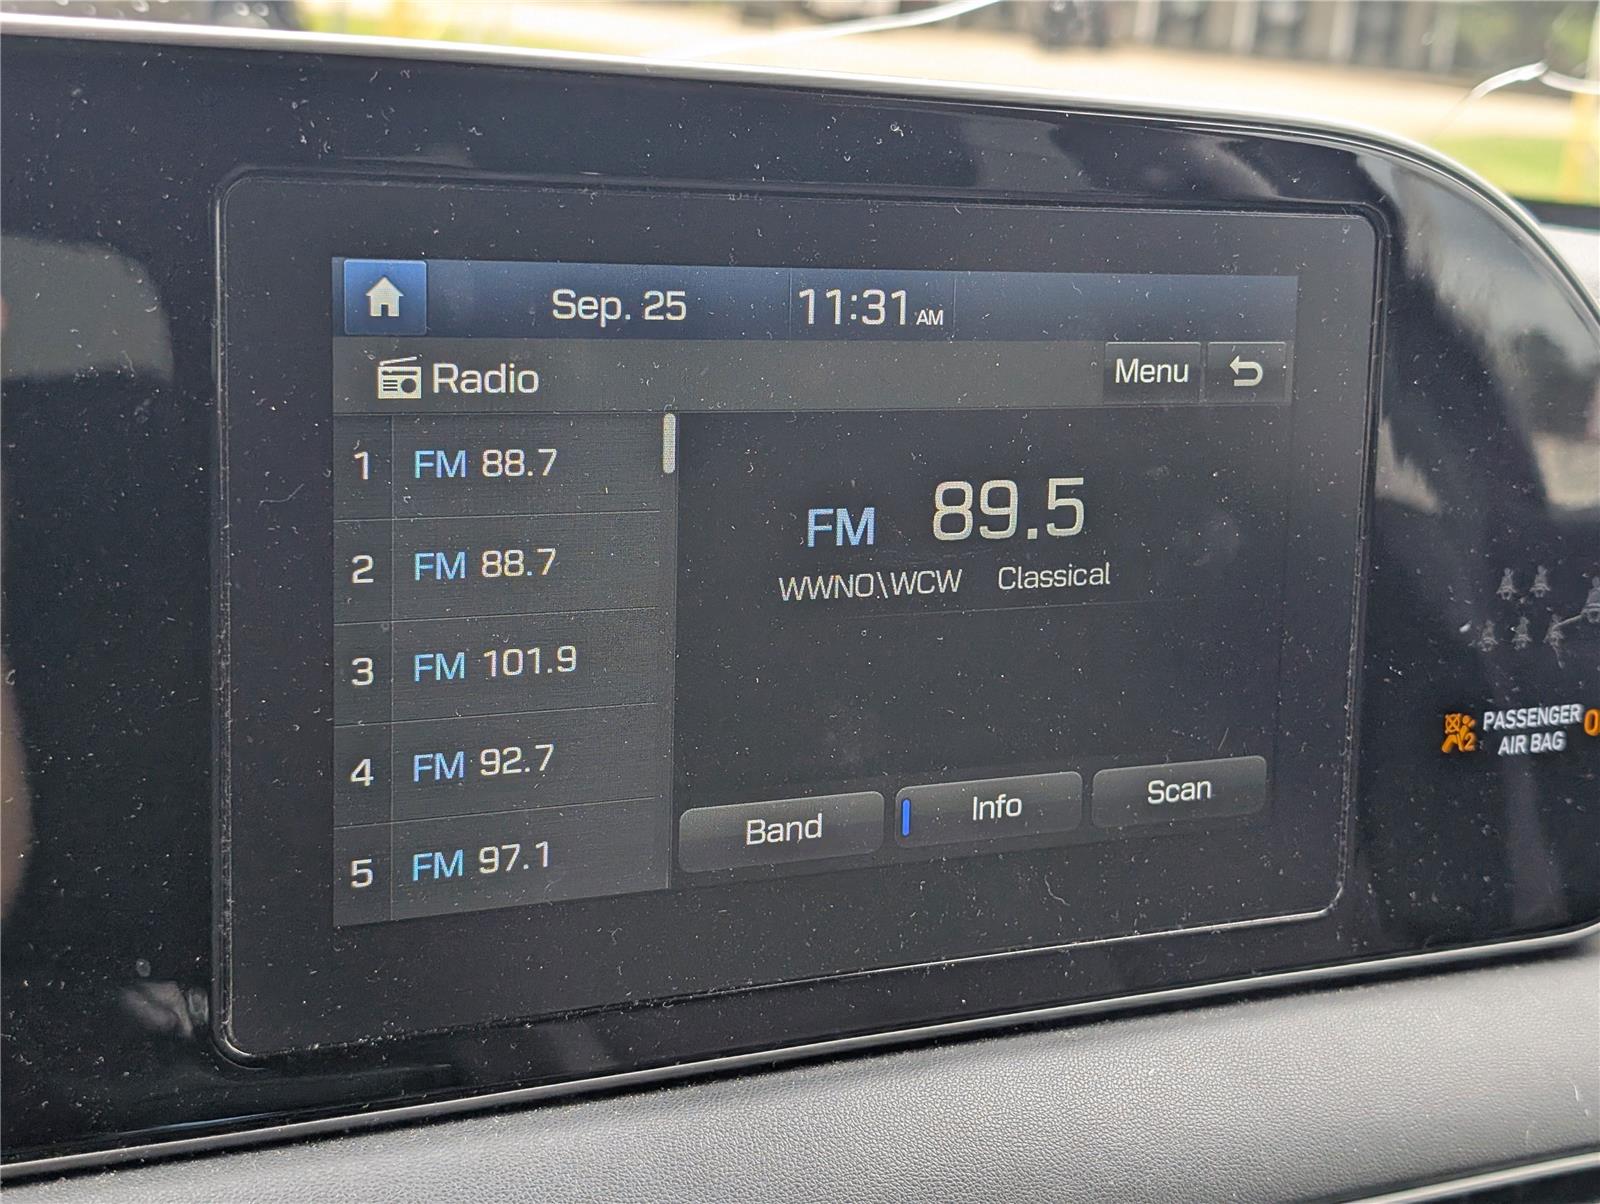 Sep. 25 11:31 AM
Radio Menu
1 FM 88.7
2 FM 88.7
3 FM 101.9
4 FM 92.7
5 FM 97.1
FM 89.5
WWNO\WCW Classical
Band Info Scan
PASSENGER
AIR BAG
2